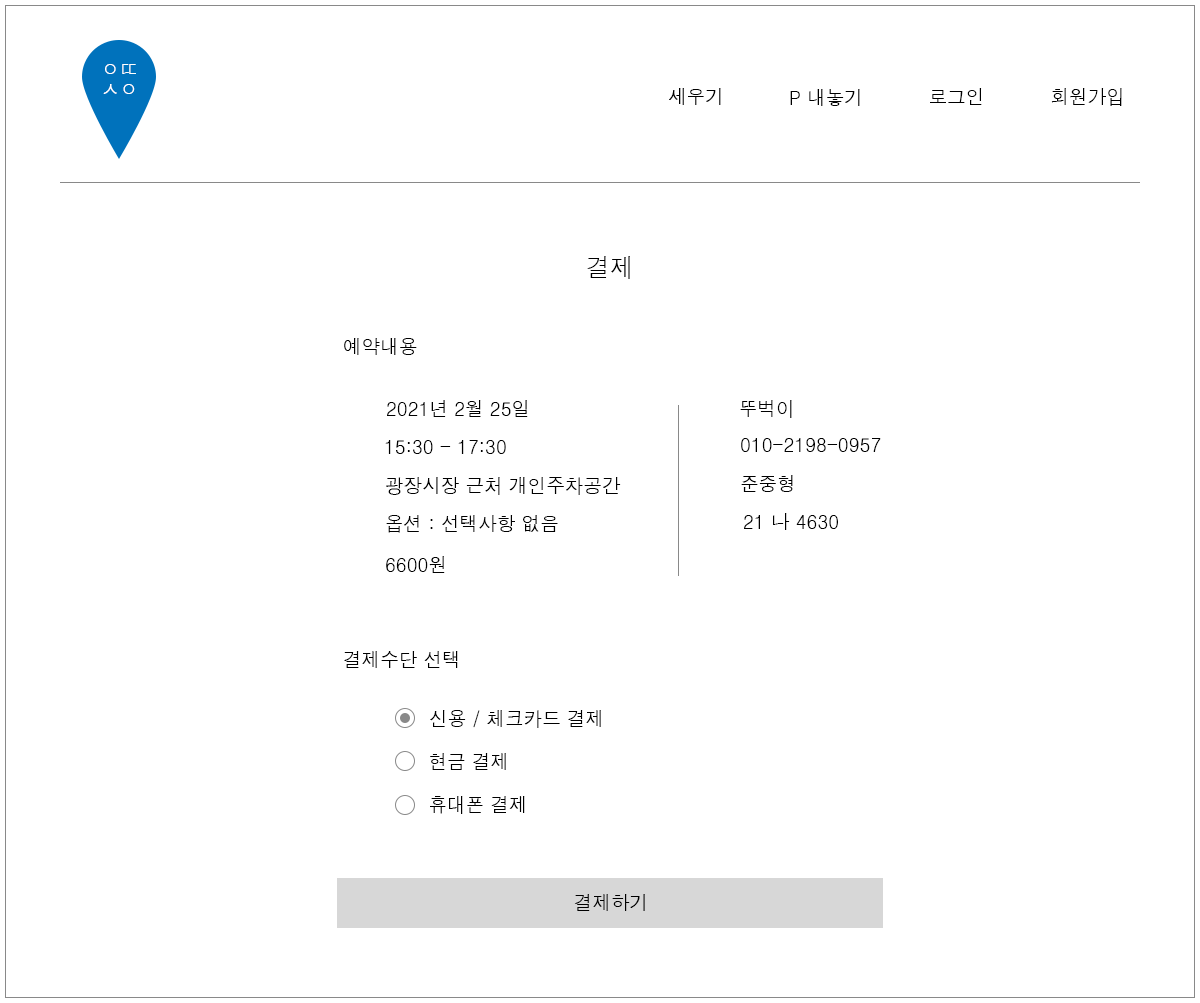 ㅇㄸ
ㅅㅇ
세우기
P 내놓기
로그인
회원가입
결제
예약내용
2021년 2월 25일
15:30 - 17:30
광장시장 근처 개인주차공간
옵션 : 선택사항 없음
6600원
뚜벅이
010-2198-0957
준중형
21 나 4630
결제수단 선택
신용 / 체크카드 결제
현금 결제
휴대폰 결제
결제하기